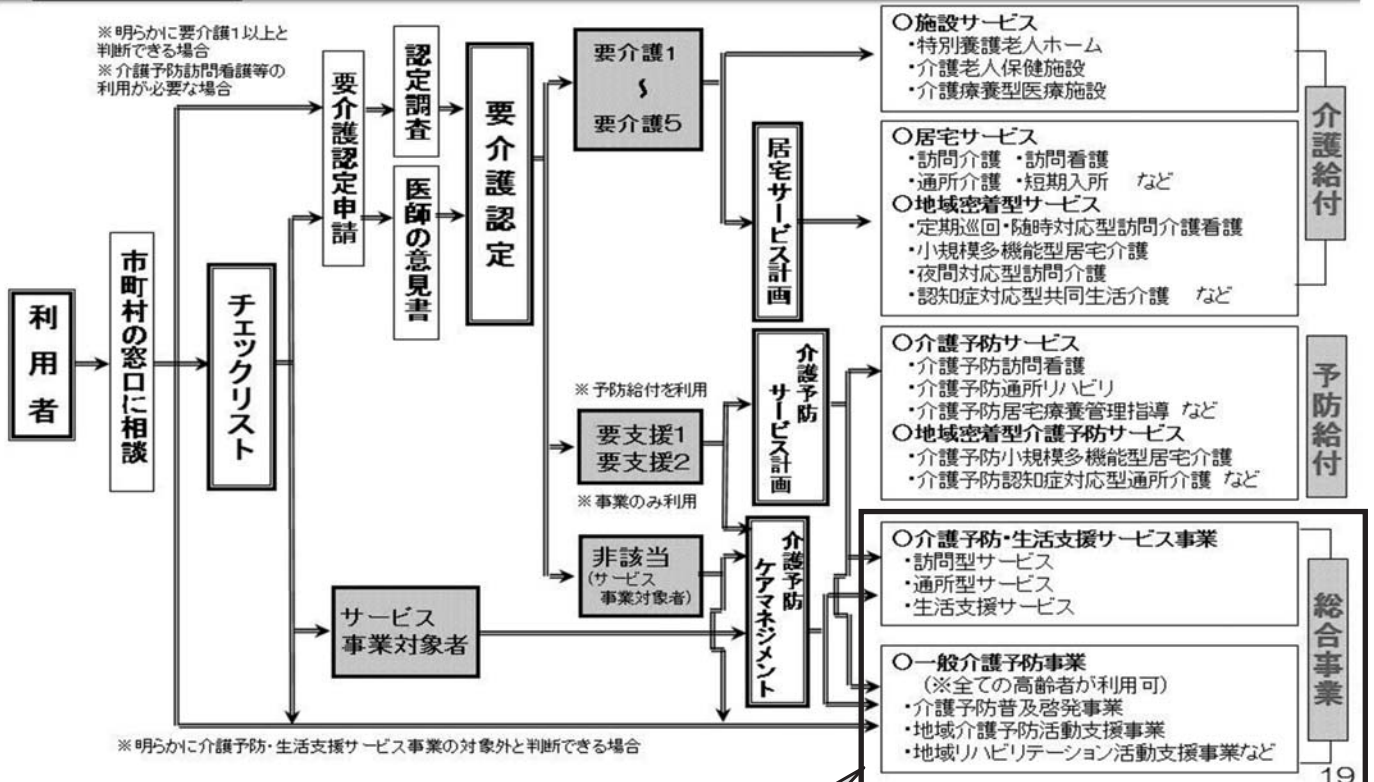 ※明らかに要介護1以上と
判断できる場合
※介護予防訪問看護等の
利用が必要な場合
利用者
市町村の窓口に相談
チェックリスト
要介護認定申請
認定調査
医師の意見書
要介護認定
要介護1
〜
要介護5
※予防給付を利用
要支援1
要支援2
※事業のみ利用
非該当
(サービス
事業対象者)
サービス
事業対象者
居宅サービス計画
介護予防
サービス計画
介護予防
ケアマネジメント
○施設サービス
・特別養護老人ホーム
・介護老人保健施設
・介護療養型医療施設
○居宅サービス
・訪問介護 ・訪問看護
・通所介護 ・短期入所 など
○地域密着型サービス
・定期巡回・随時対応型訪問介護看護
・小規模多機能型居宅介護
・夜間対応型訪問介護
・認知症対応型共同生活介護 など
介護給付
○介護予防サービス
・介護予防訪問看護
・介護予防通所リハビリ
・介護予防居宅療養管理指導 など
○地域密着型介護予防サービス
・介護予防小規模多機能型居宅介護
・介護予防認知症対応型通所介護 など
予防給付
○介護予防・生活支援サービス事業
・訪問型サービス
・通所型サービス
・生活支援サービス
○一般介護予防事業
(※全ての高齢者が利用可)
・介護予防普及啓発事業
・地域介護予防活動支援事業
・地域リハビリテーション活動支援事業など
総合事業
※明らかに介護予防・生活支援サービス事業の対象外と判断できる場合
19